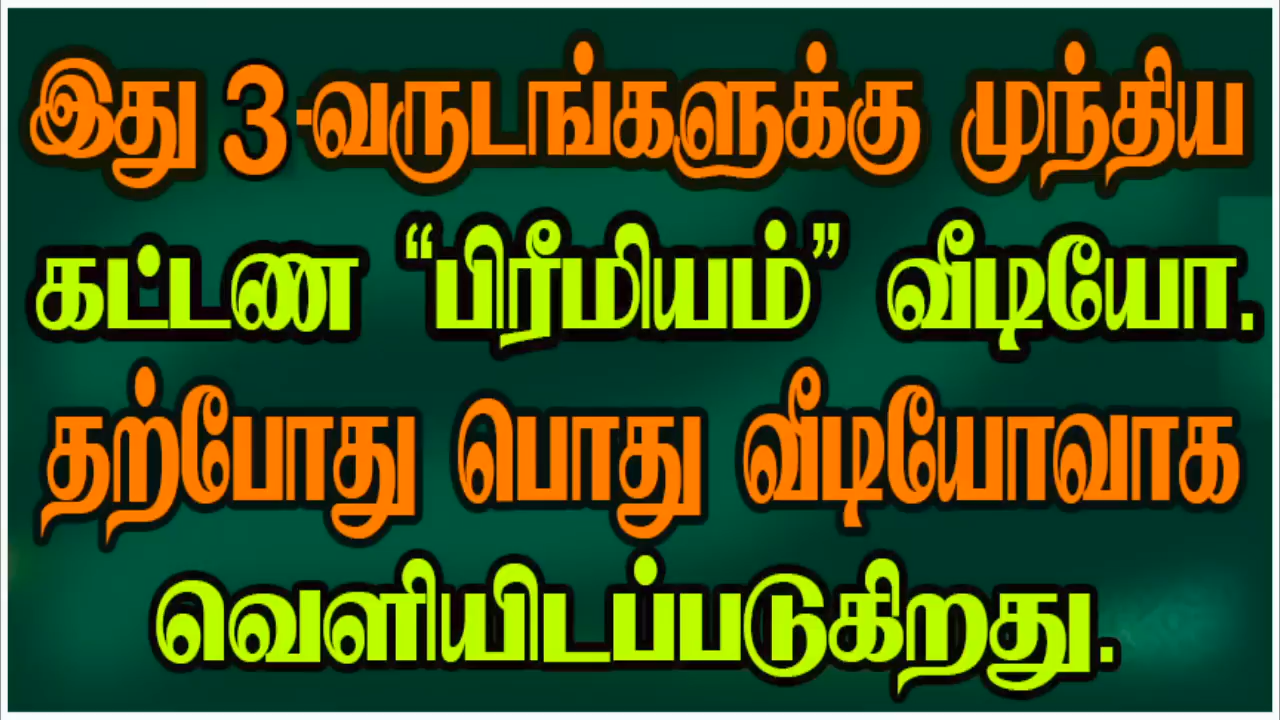 இது 3-வருடங்களுக்கு முந்திய
கட்டண “பிரீமியம்” வீடியோ.
தற்போது பொது வீடியோவாக
வெளியிடப்படுகிறது.